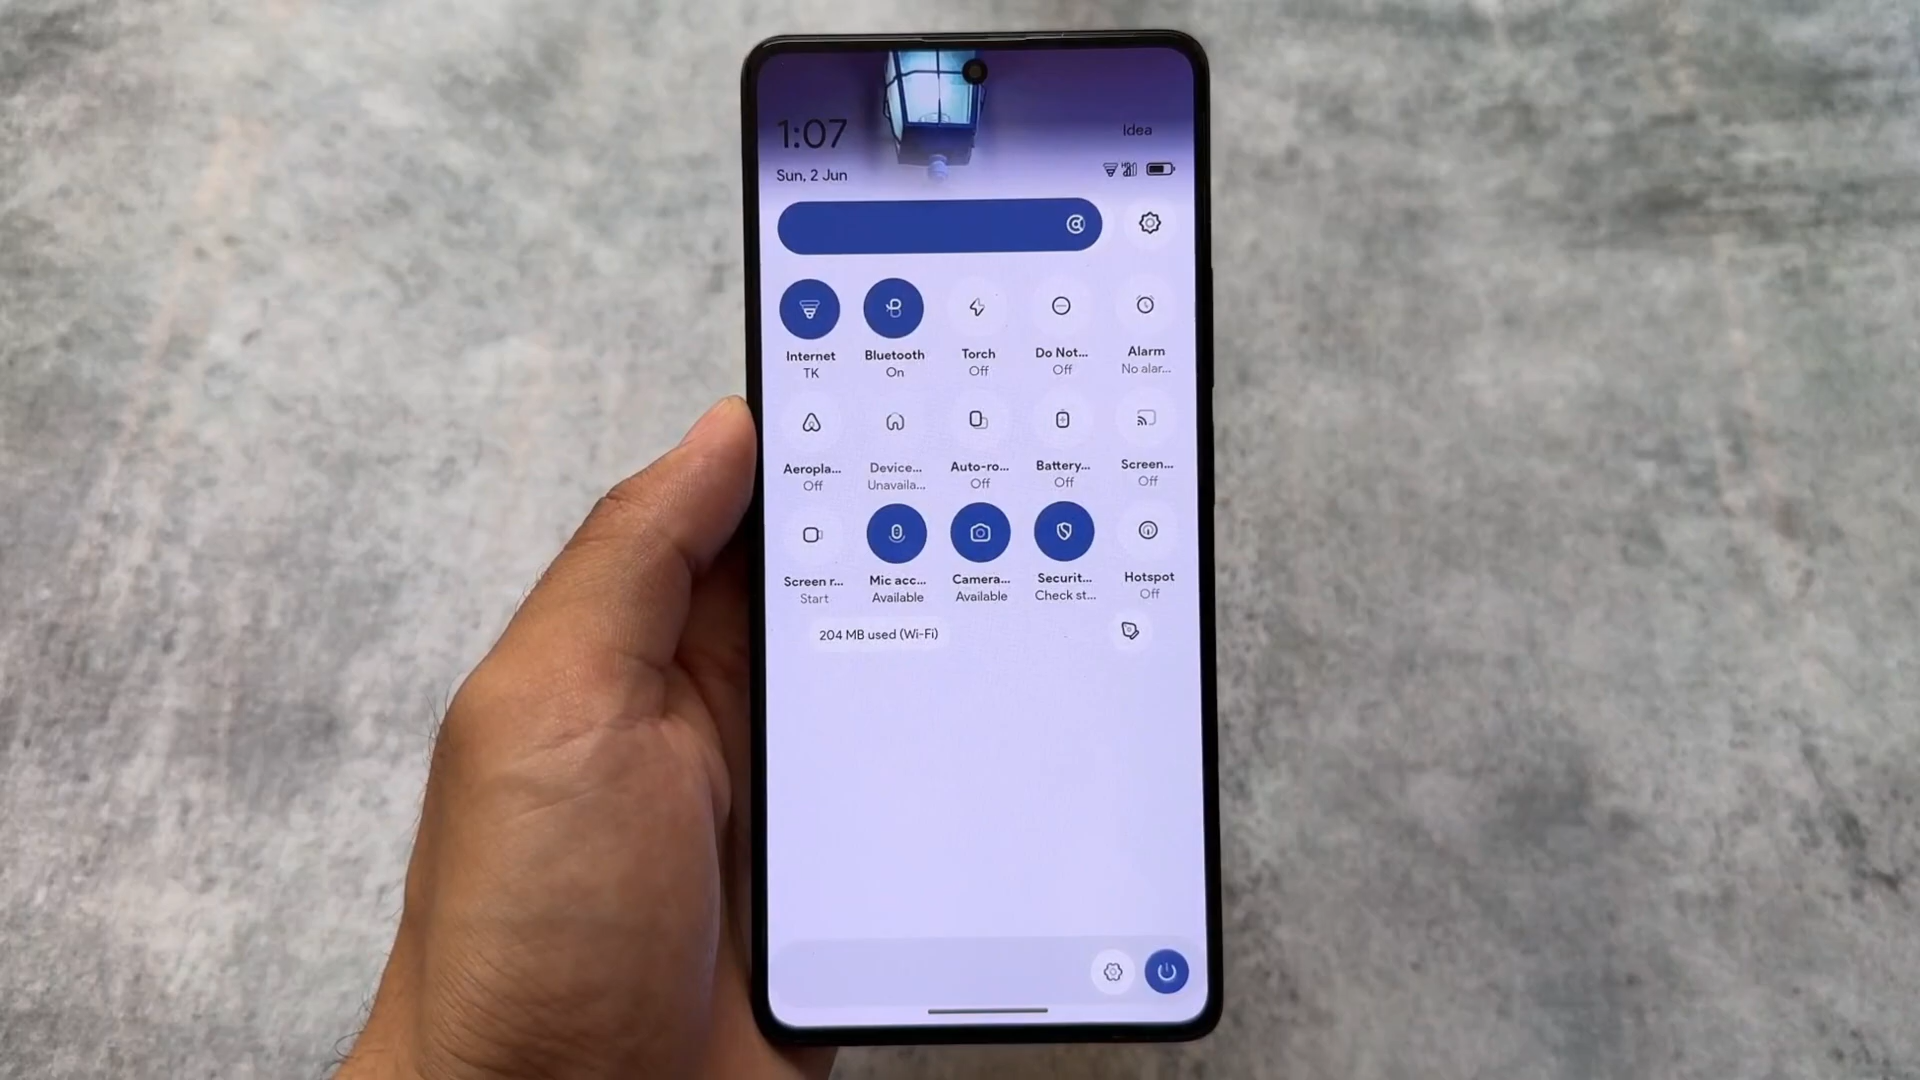 1:07
Idea
Sun, 2 Jun
Internet
TK
Bluetooth
On
Torch
Off
Do Not...
Off
Alarm
No alar...
Aeropla...
Off
Device...
Unavaila...
Auto-ro...
Off
Battery...
Off
Screen...
Off
Screen r...
Start
Mic acc...
Available
Camera...
Available
Securit...
Check st...
Hotspot
Off
204 MB used (Wi-Fi)